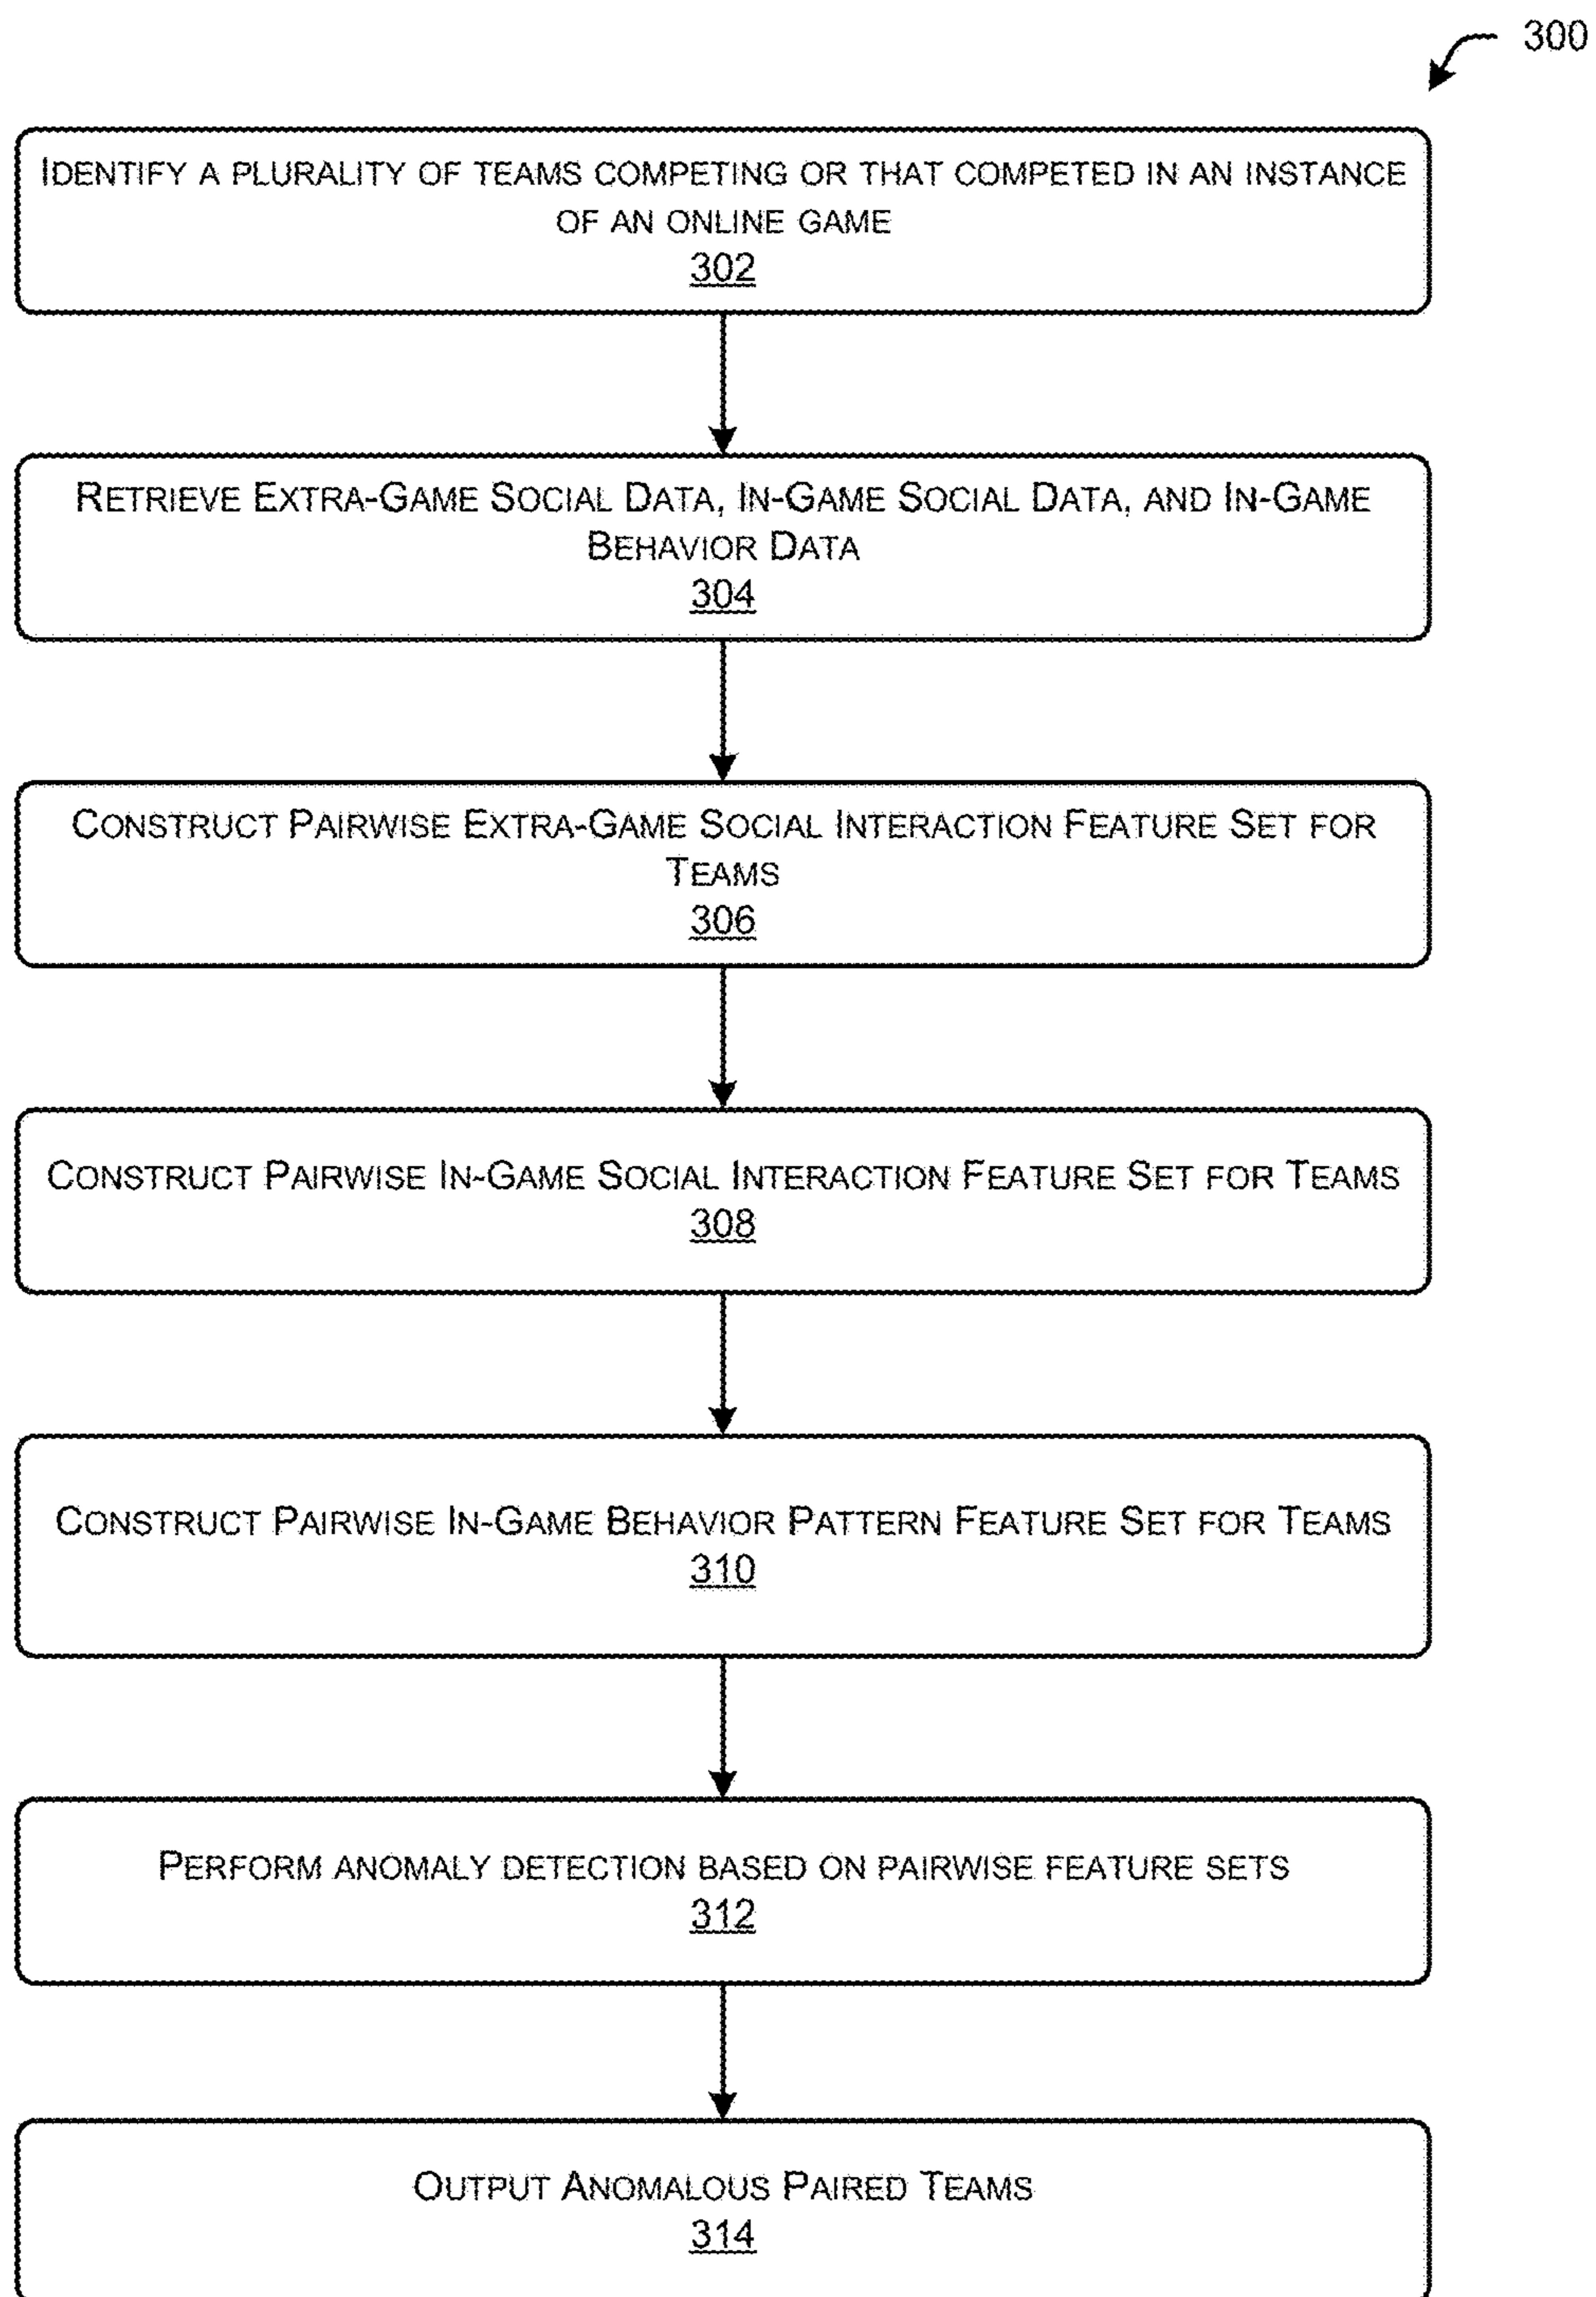 300
IDENTIFY A PLURALITY OF TEAMS COMPETING OR THAT COMPETED IN AN INSTANCE
OF AN ONLINE GAME
302
RETRIEVE EXTRA-GAME SOCIAL DATA, IN-GAME SOCIAL DATA, AND IN-GAME
BEHAVIOR DATA
304
CONSTRUCT PAIRWISE EXTRA-GAME SOCIAL INTERACTION FEATURE SET FOR
TEAMS
306
CONSTRUCT PAIRWISE IN-GAME SOCIAL INTERACTION FEATURE SET FOR TEAMS
308
CONSTRUCT PAIRWISE IN-GAME BEHAVIOR PATTERN FEATURE SET FOR TEAMS
310
PERFORM ANOMALY DETECTION BASED ON PAIRWISE FEATURE SETS
312
OUTPUT ANOMALOUS PAIRED TEAMS
314